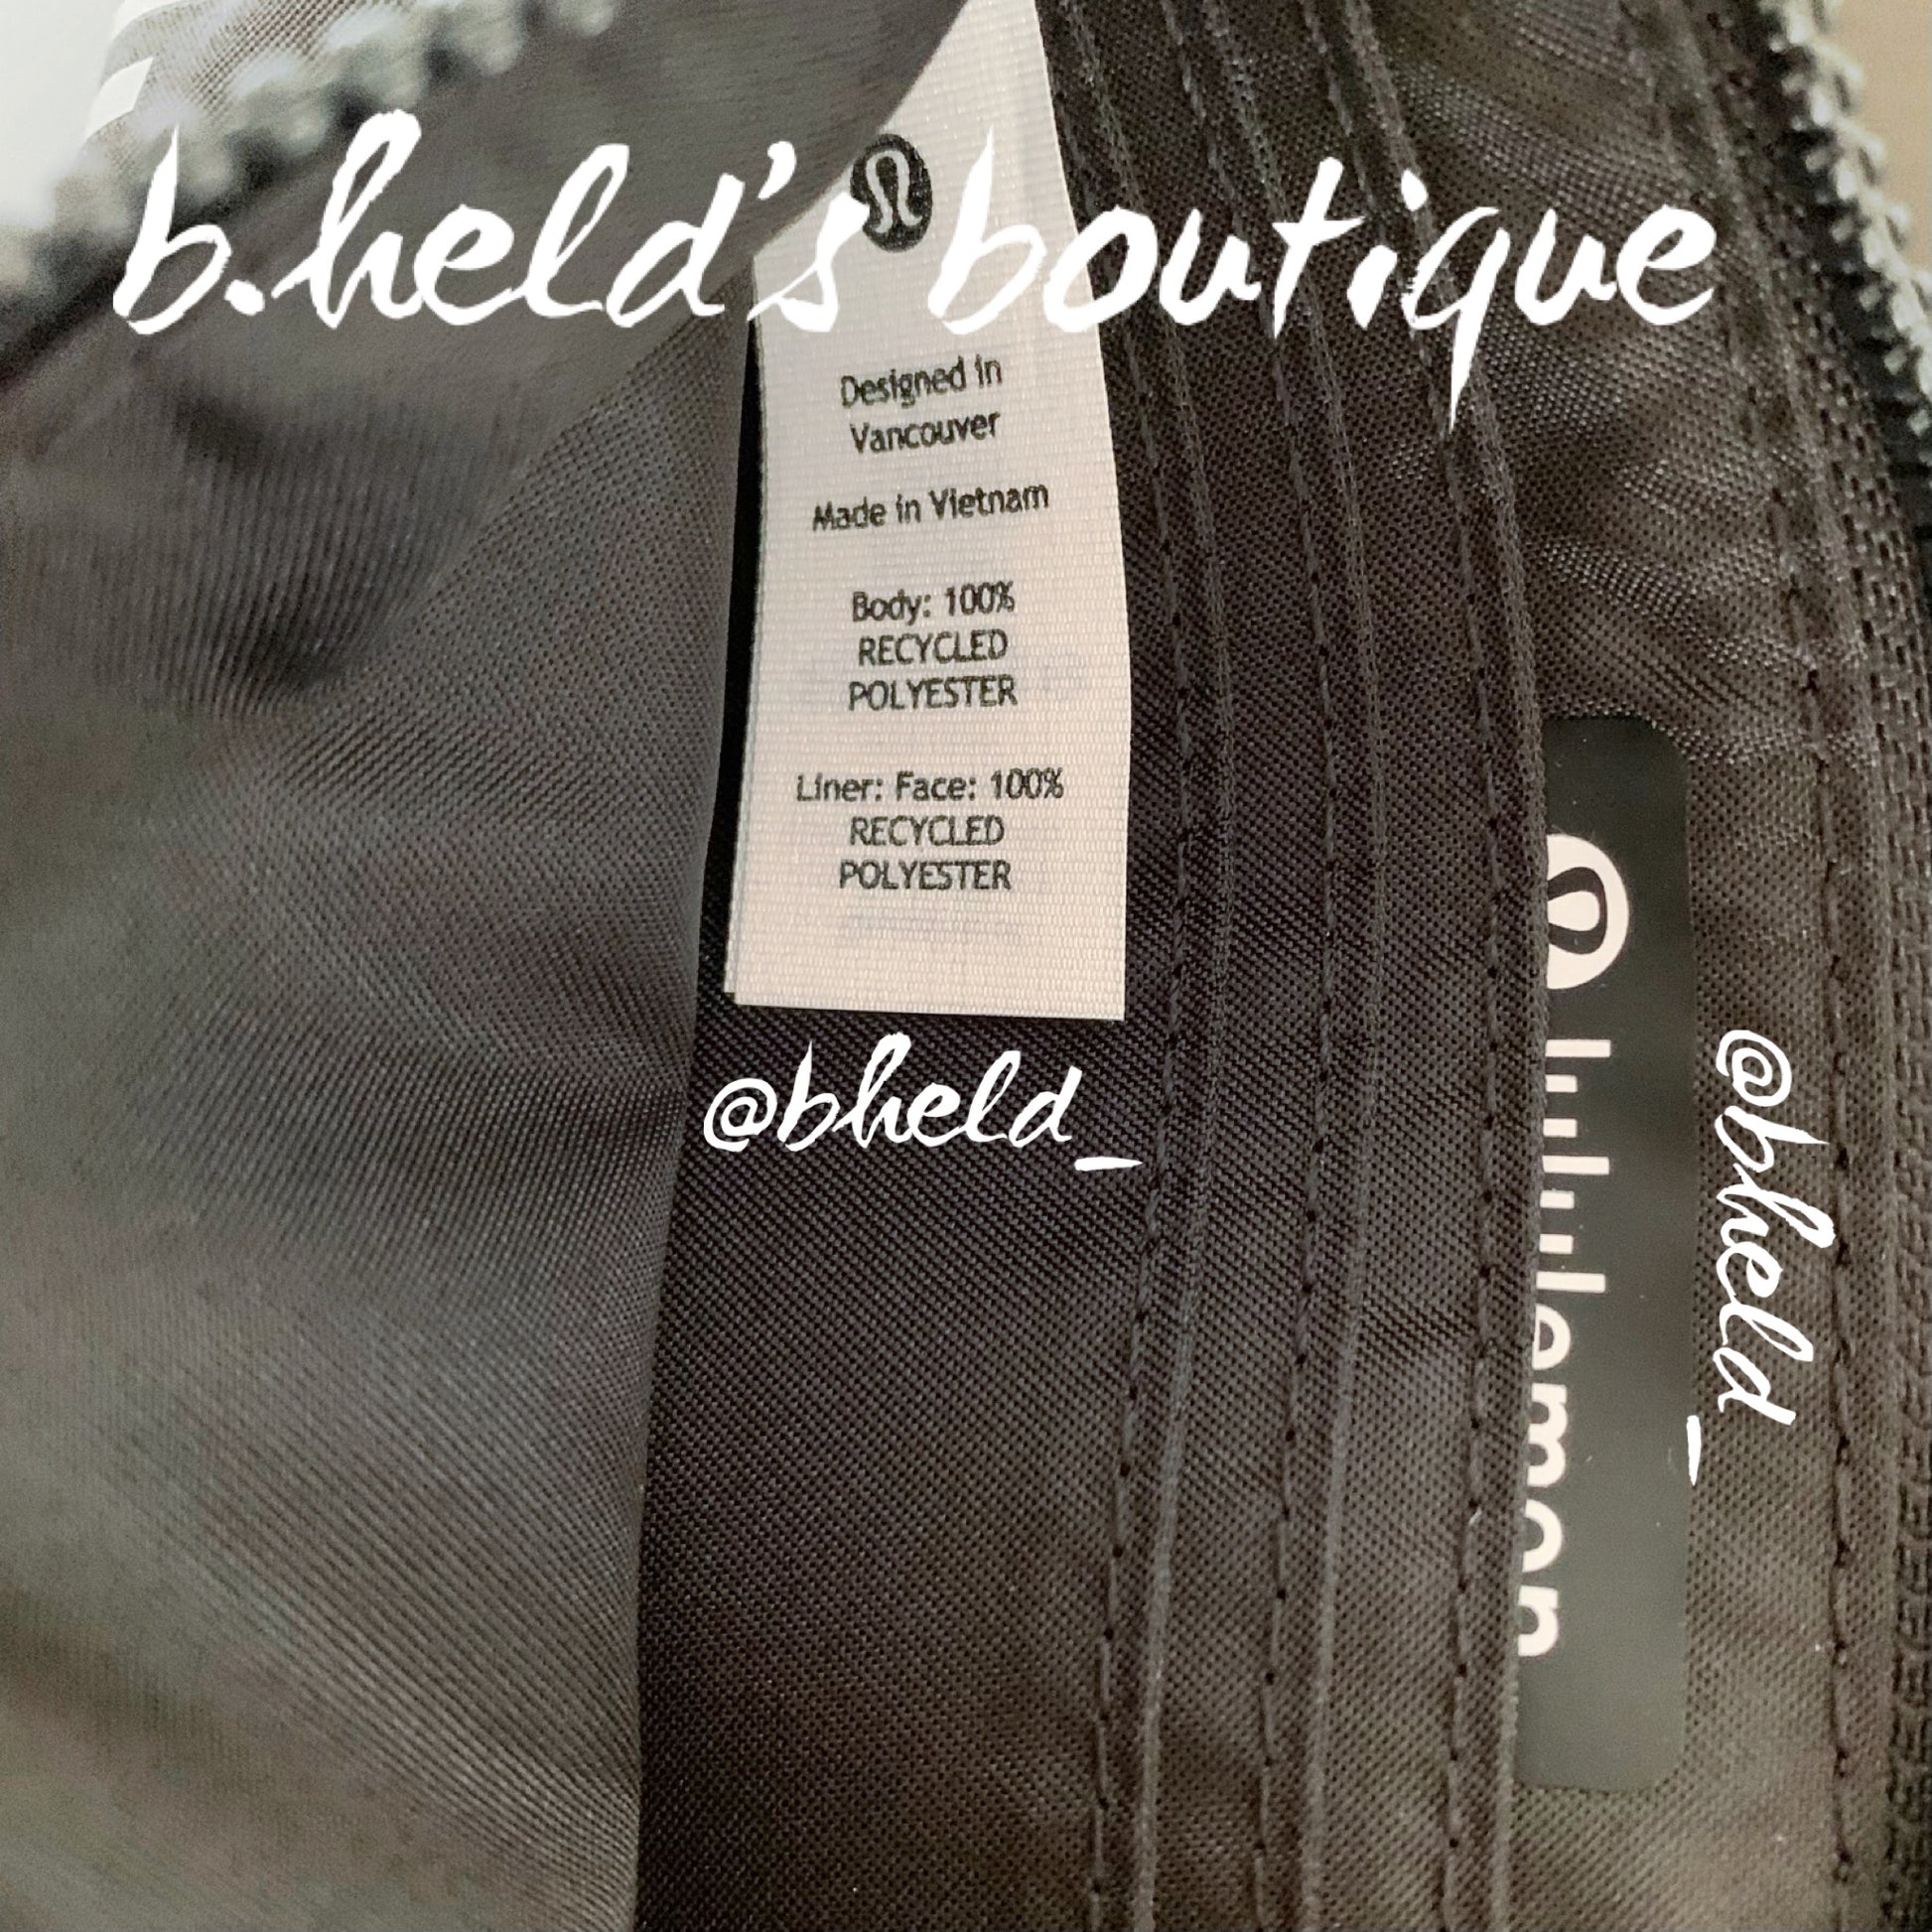 b.held's boutique
Designed in
Vancouver
Made in Vietnam
Body: 100%
RECYCLED
POLYESTER
Liner: Face: 100%
RECYCLED
POLYESTER
@bheld_
lululemon
@bheld_